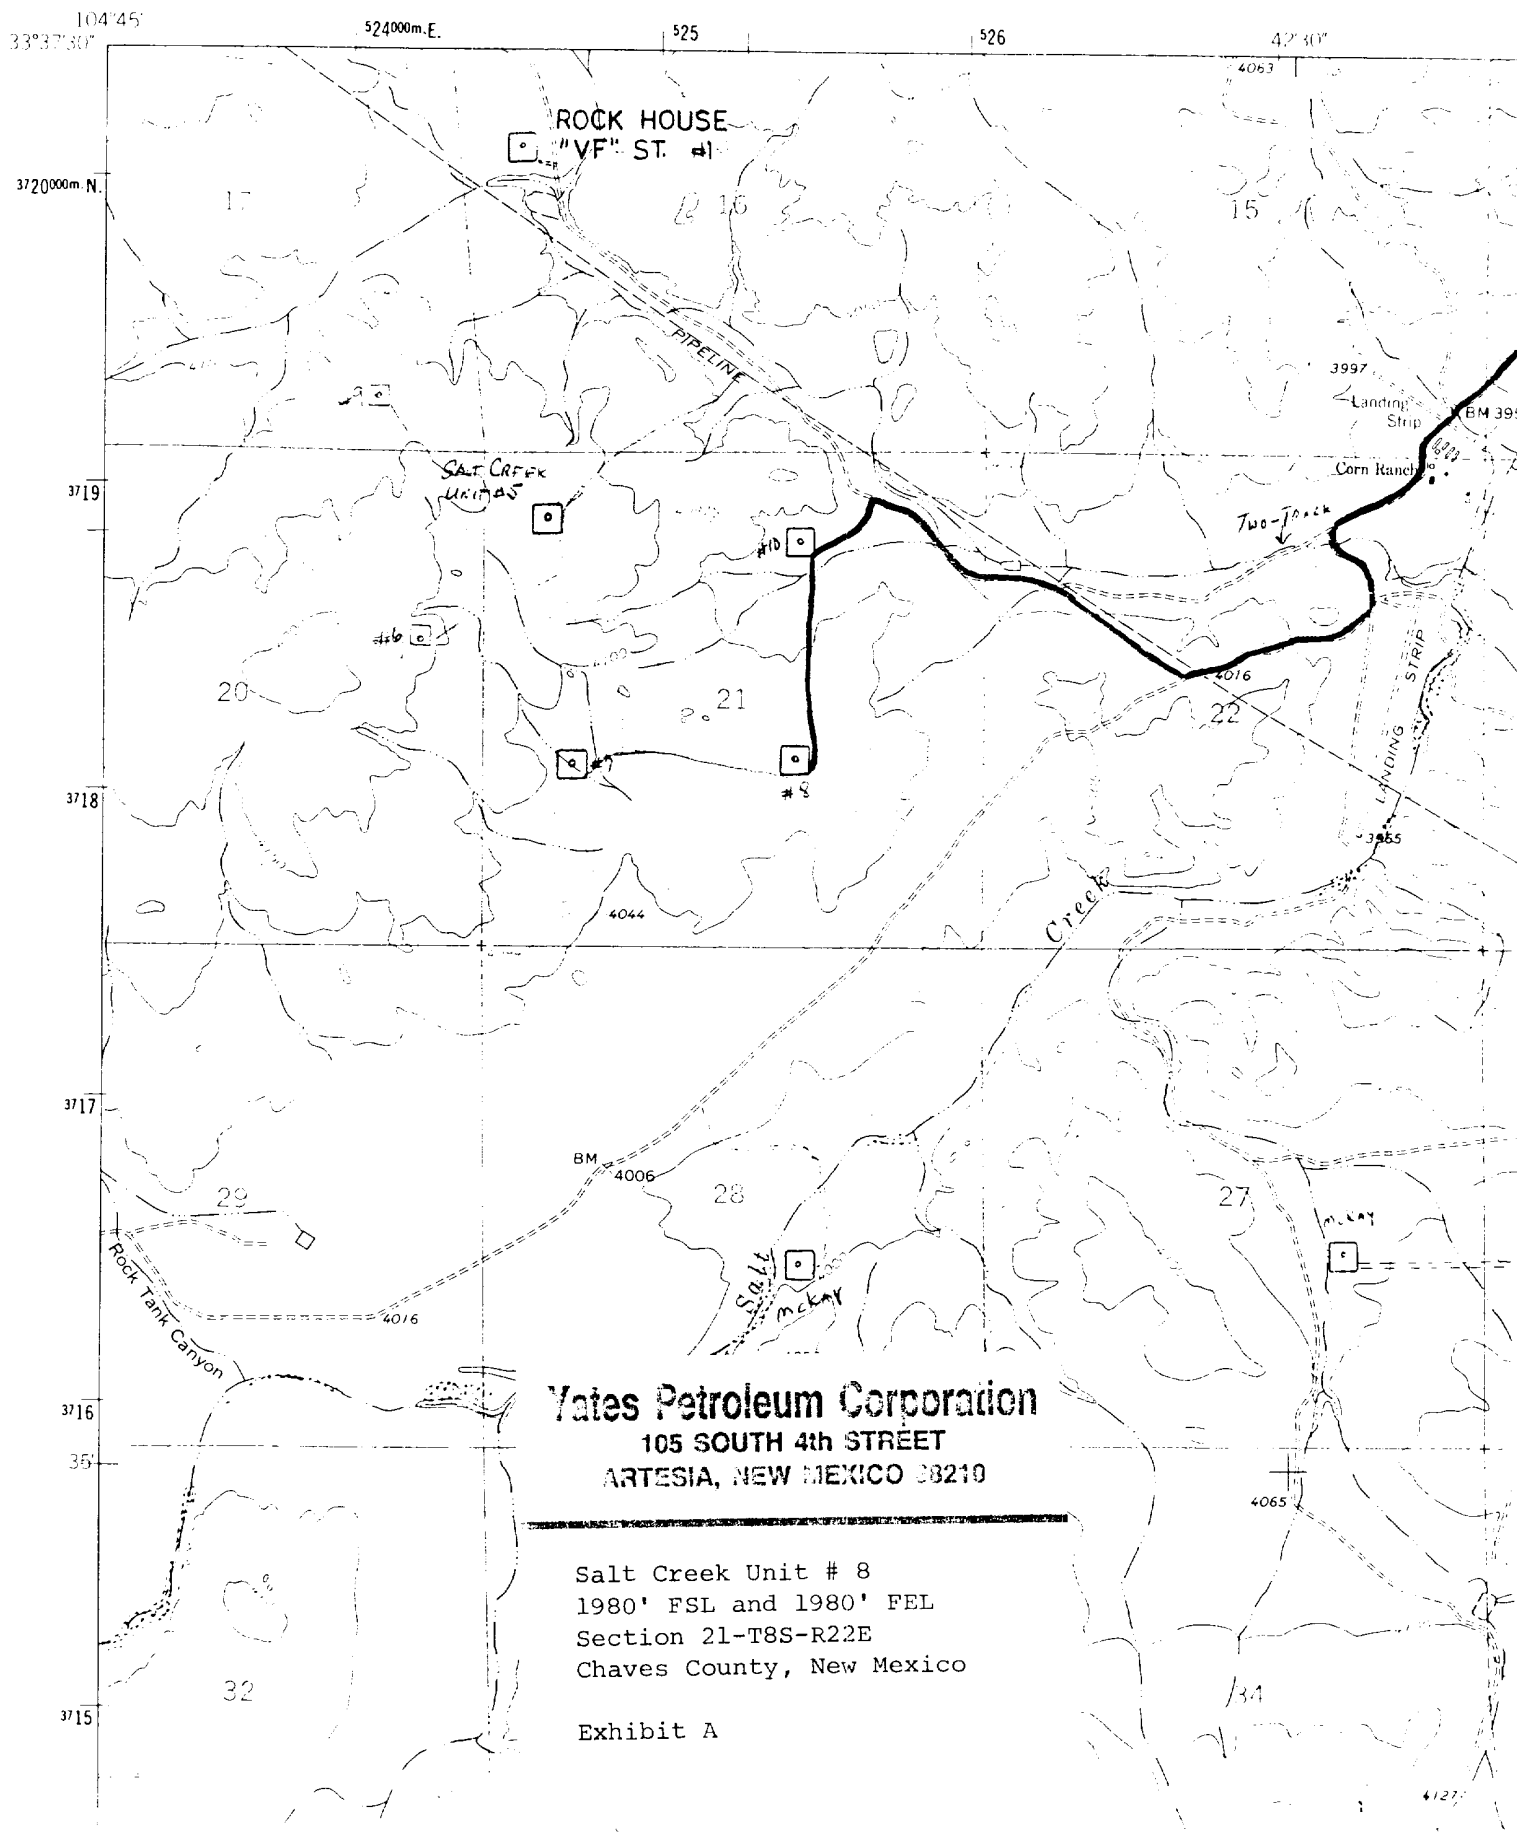 104°45'
33°37'30"
524000m.E.
525
526
42'30"
4063
ROCK HOUSE
"VF" ST. #1
3720000m.N.
17
16
15
PIPELINE
3997
Landing
Strip
BM 395
Corn Ranch
SALT CREEK
UNIT #5
3719
TWO-TRACK
#10
#6
20
21
4016
22
LANDING STRIP
#7
#8
3718
3965
4044
Creek
3717
BM
4006
29
28
27
McKAY
Rock Tank Canyon
Salt
McKAY
4016
3716
35'
Yates Petroleum Corporation
105 SOUTH 4th STREET
ARTESIA, NEW MEXICO 88210
4065
Salt Creek Unit # 8
1980' FSL and 1980' FEL
Section 21-T8S-R22E
Chaves County, New Mexico
32
34
3715
Exhibit A
4127